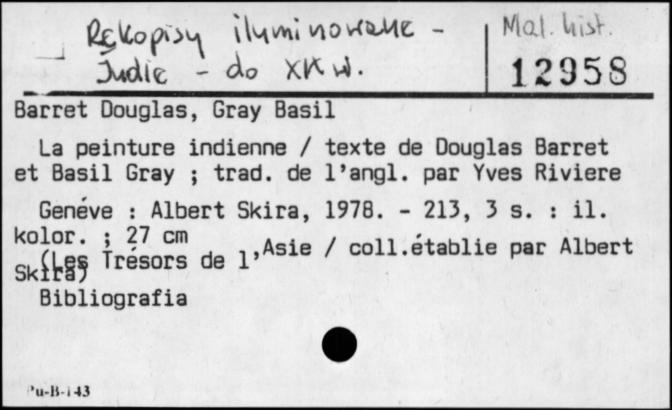 Rękopisy iluminowane -
Indie - do XIX w.
Mal. hist.
12958
Barret Douglas, Gray Basil
La peinture indienne / texte de Douglas Barret
et Basil Gray ; trad. de l'angl. par Yves Riviere
Genéve : Albert Skira, 1978. - 213, 3 s. : il.
kolor. ; 27 cm
(Les Trésors de l'Asie / coll.établie par Albert
Skira)
Bibliografia
Pu-B-143